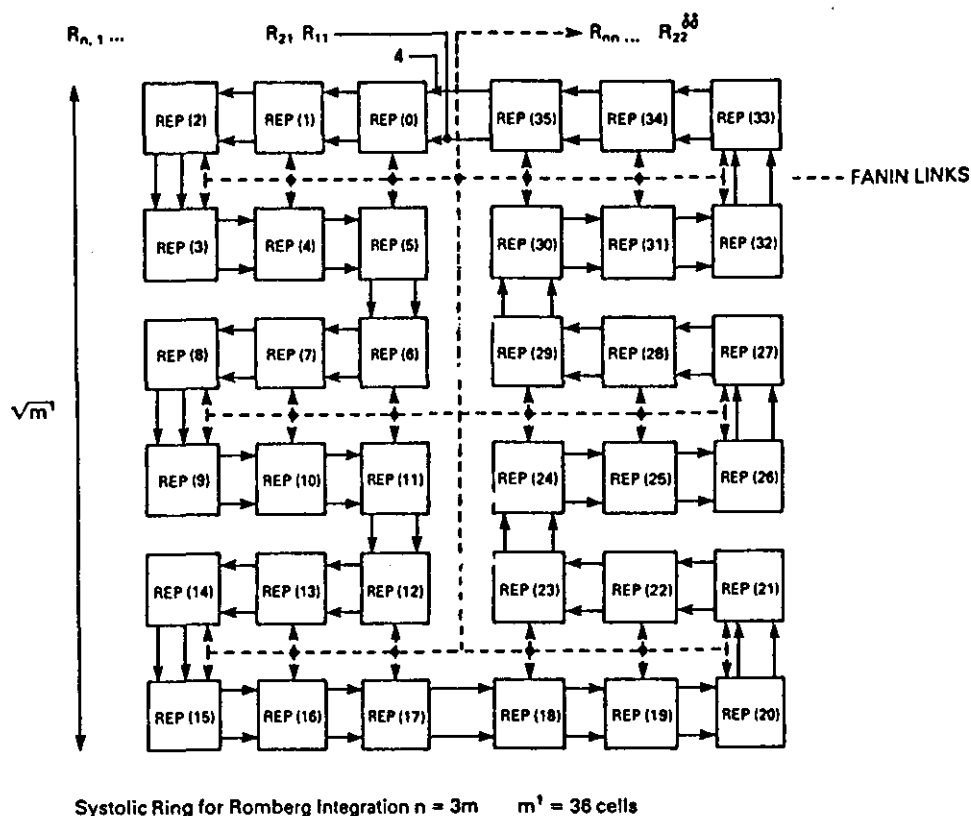 Rn, 1 ... R21 R11 Rnn ... R22 δδ
4
REP (2) REP (1) REP (0) REP (35) REP (34) REP (33)
FANIN LINKS
REP (3) REP (4) REP (5) REP (30) REP (31) REP (32)
REP (8) REP (7) REP (6) REP (29) REP (28) REP (27)
√m¹
REP (9) REP (10) REP (11) REP (24) REP (25) REP (26)
REP (14) REP (13) REP (12) REP (23) REP (22) REP (21)
REP (15) REP (16) REP (17) REP (18) REP (19) REP (20)
Systolic Ring for Romberg Integration n = 3m m¹ = 36 cells